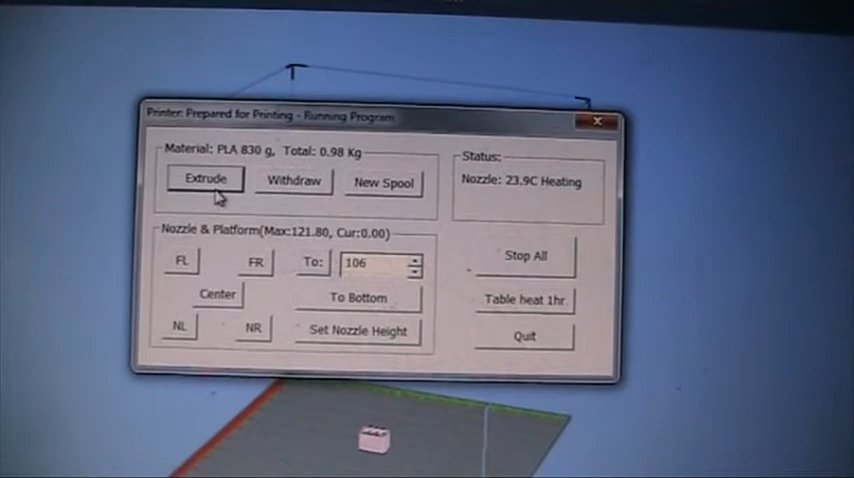 Printer: Prepared for Printing - Running Program
Material: PLA 830 g, Total: 0.98 Kg
Extrude
Withdraw
New Spool
Status:
Nozzle: 23.9C Heating
Nozzle & Platform(Max:121.80, Cur:0.00)
FL
FR
To:
106
Center
To Bottom
NL
NR
Set Nozzle Height
Stop All
Table heat 1hr
Quit